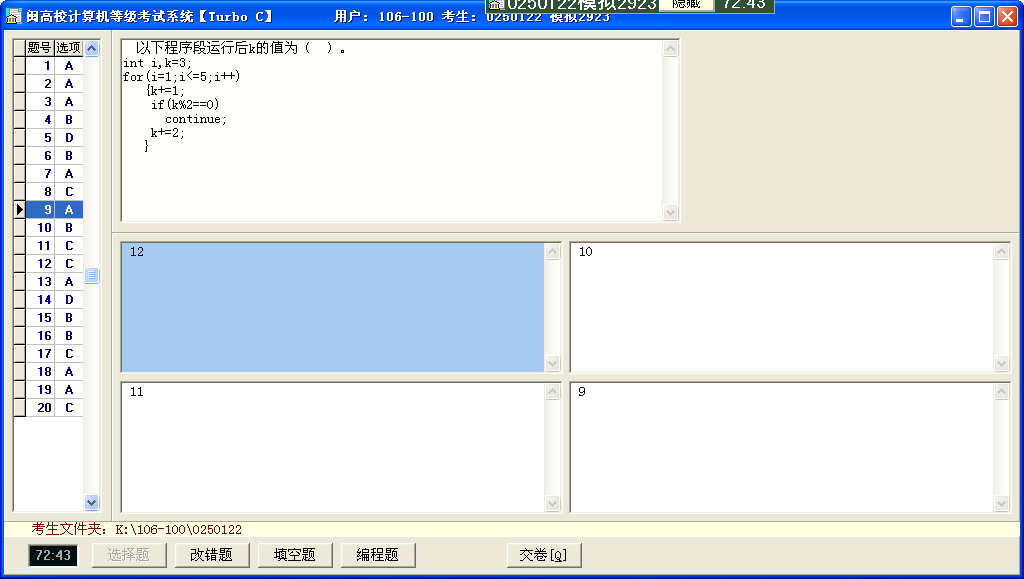 闽高校计算机等级考试系统【Turbo C】 用户: 106-100 考生: 0250122 模拟2923
0250122模拟2923 隐藏 72:43
题号 选项
1 A
2 A
3 A
4 B
5 D
6 B
7 A
8 C
9 A
10 B
11 C
12 C
13 A
14 D
15 B
16 B
17 C
18 A
19 A
20 C
以下程序段运行后k的值为（ ）。
int i,k=3;
for(i=1;i<=5;i++)
{k+=1;
if(k%2==0)
continue;
k+=2;
}
12
10
11
9
考生文件夹: K:\106-100\0250122
72:43 选择题 改错题 填空题 编程题 交卷[Q]